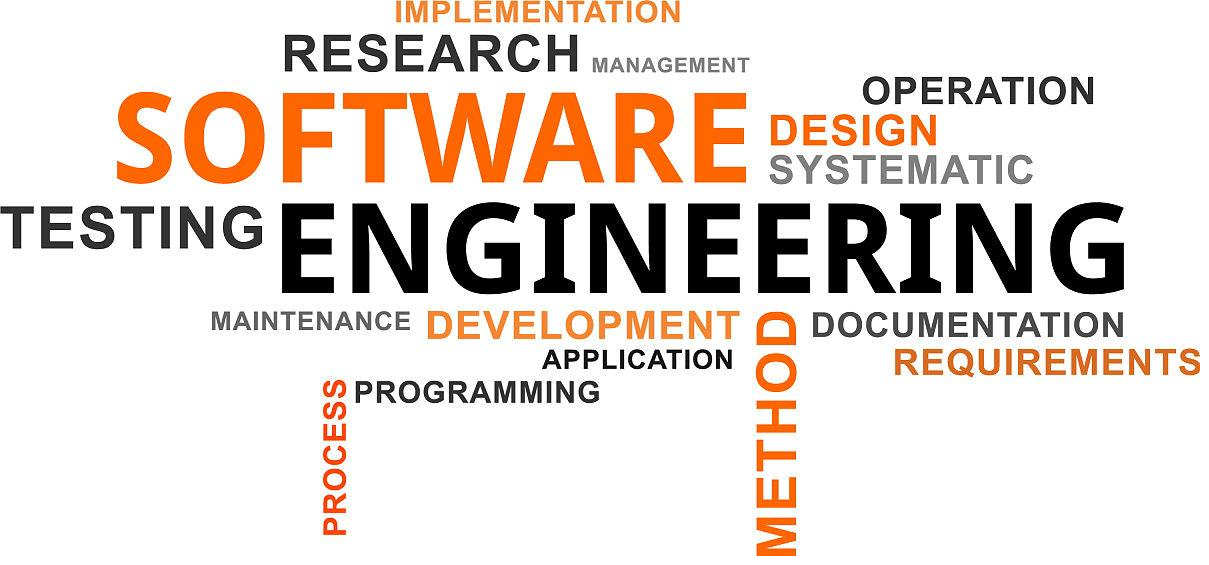 IMPLEMENTATION
RESEARCH MANAGEMENT
OPERATION
SOFTWARE
DESIGN
SYSTEMATIC
TESTING
ENGINEERING
MAINTENANCE
DEVELOPMENT
METHOD
DOCUMENTATION
APPLICATION
REQUIREMENTS
PROCESS
PROGRAMMING